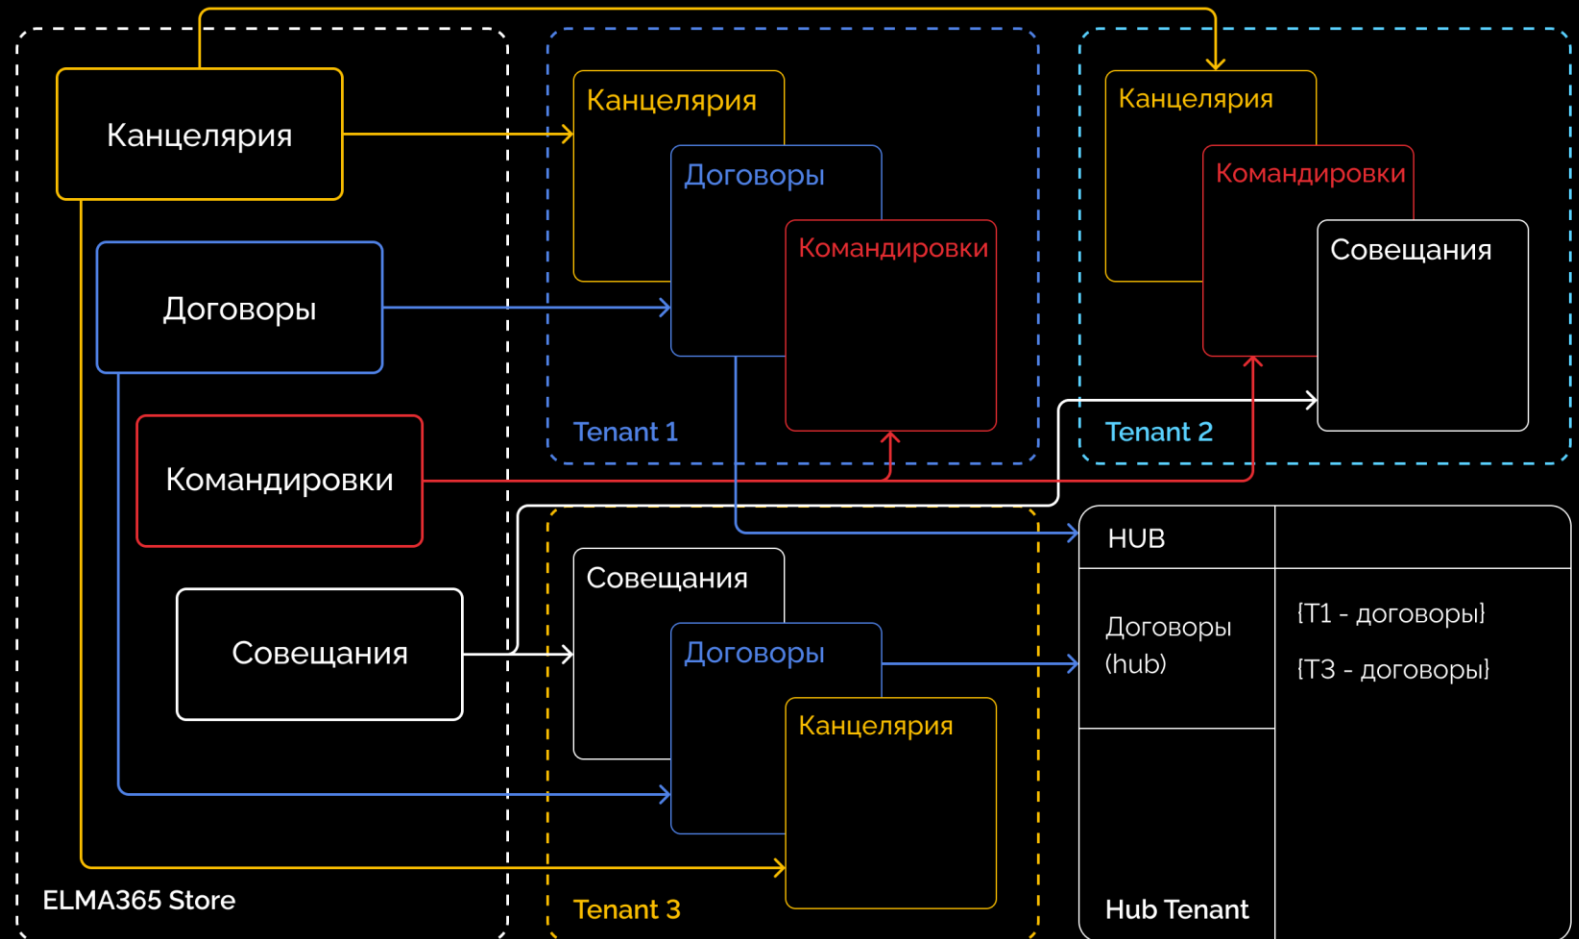 Канцелярия
Договоры
Командировки
Совещания
ELMA365 Store
Канцелярия
Договоры
Командировки
Tenant 1
Канцелярия
Командировки
Совещания
Tenant 2
Совещания
Договоры
Канцелярия
Tenant 3
HUB
Договоры
(hub)
{T1 - договоры}
{T3 - договоры}
Hub Tenant